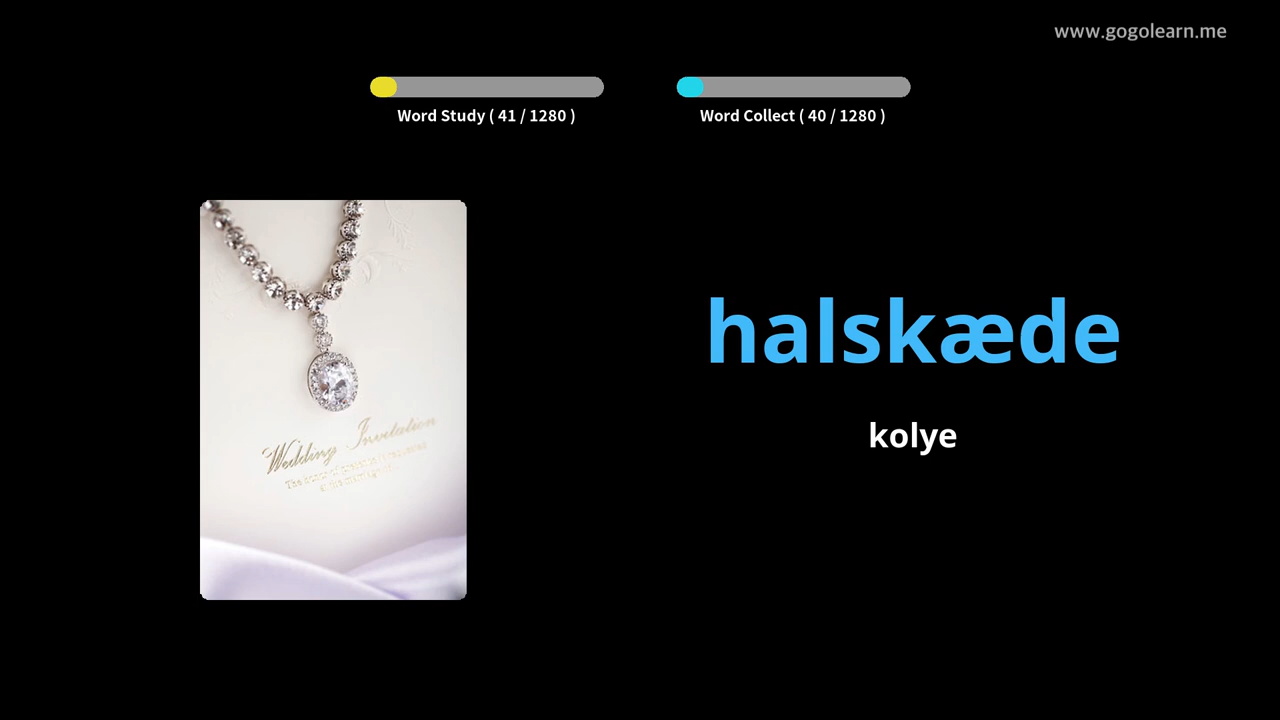 www.gogolearn.me
Word Study ( 41 / 1280 )
Word Collect ( 40 / 1280 )
halskæde
kolye
Wedding Invitation